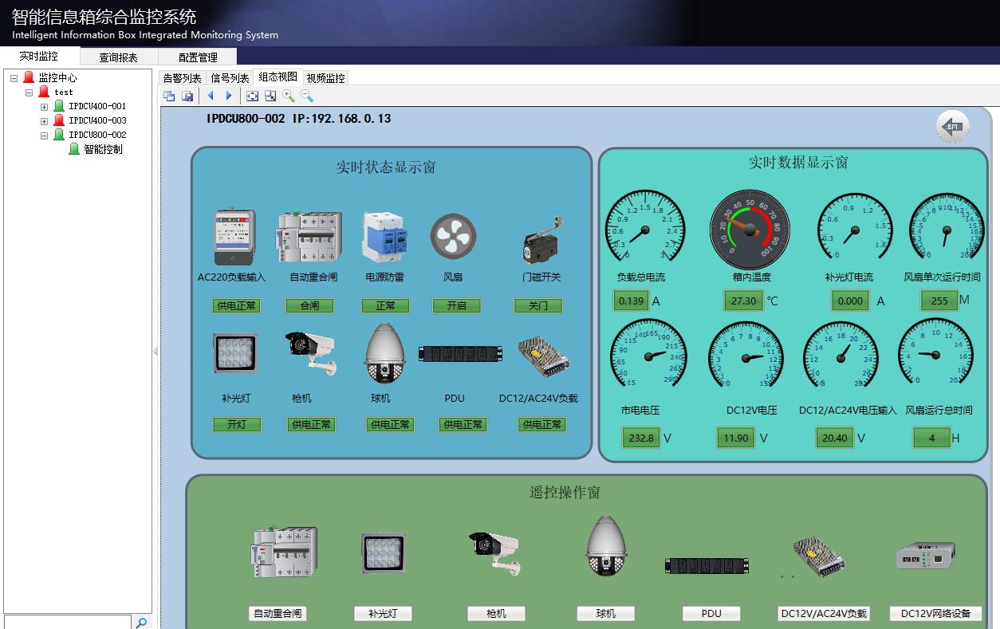 智能信息箱综合监控系统
Intelligent Information Box Integrated Monitoring System
实时监控 查询报表 配置管理
监控中心
test
IPDCU400-001
IPDCU400-003
IPDCU800-002
智能控制
告警列表 信号列表 组态视图 视频监控
IPDCU800-002 IP:192.168.0.13
返回
实时状态显示窗
AC220负载输入 自动重合闸 电源防雷 风扇 门磁开关
供电正常 合闸 正常 开启 关门
补光灯 枪机 球机 PDU DC12/AC24V负载
开灯 供电正常 供电正常 供电正常 供电正常
实时数据显示窗
0 0.3 0.6 0.9 1.2 1.5 1.8 2.1 2.4 2.7 3
0 10 20 30 40 50 60 70 80 90 100
0 0.3 0.6 0.9 1.2 1.5 1.8
负载总电流 箱内温度 补光灯电流 风扇单次运行时间
0.139 A 27.30 ℃ 0.000 A 255 M
15 40 65 90 115 140 165 190 215 240 265 290
0 1 2 3 4 5 6 7 8 9 10 11 12 13 15
8 10 12 14 16 18 20 22 24 26 28
0 2 4 6 8 10 12 14 16 20
市电电压 DC12V电压 DC12/AC24V电压输入 风扇运行总时间
232.8 V 11.90 V 20.40 V 4 H
遥控操作窗
自动重合闸 补光灯 枪机 球机 PDU DC12V/AC24V负载 DC12V网络设备